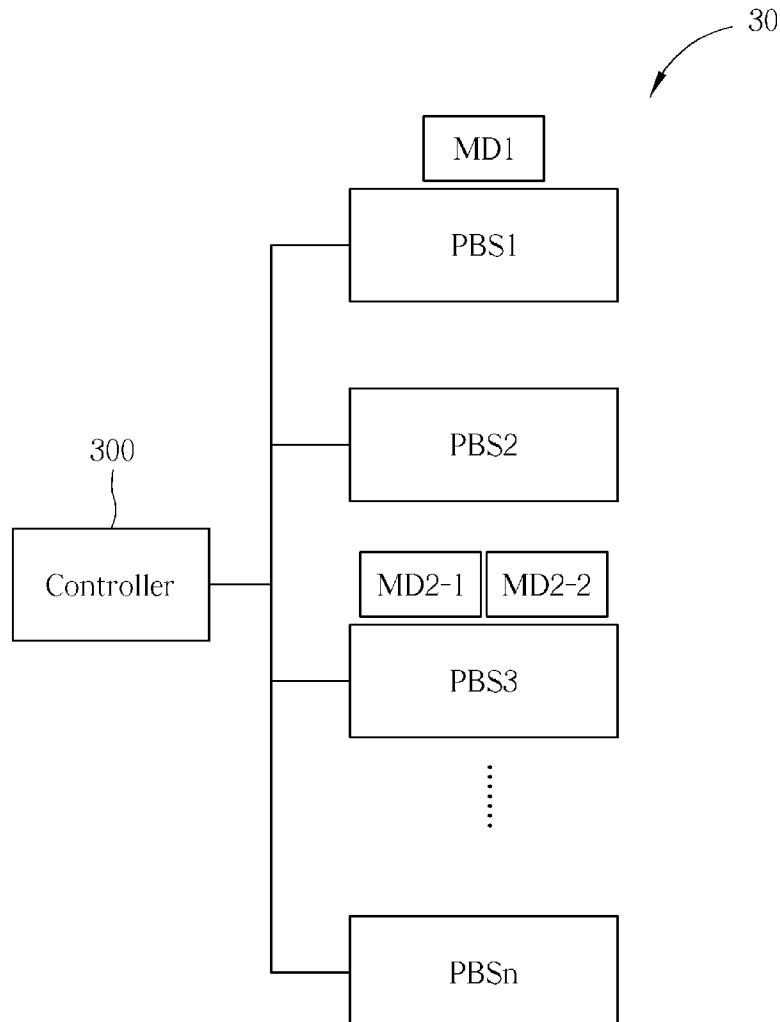 30
MD1
PBS1
PBS2
300
Controller
MD2-1 MD2-2
PBS3
PBSn